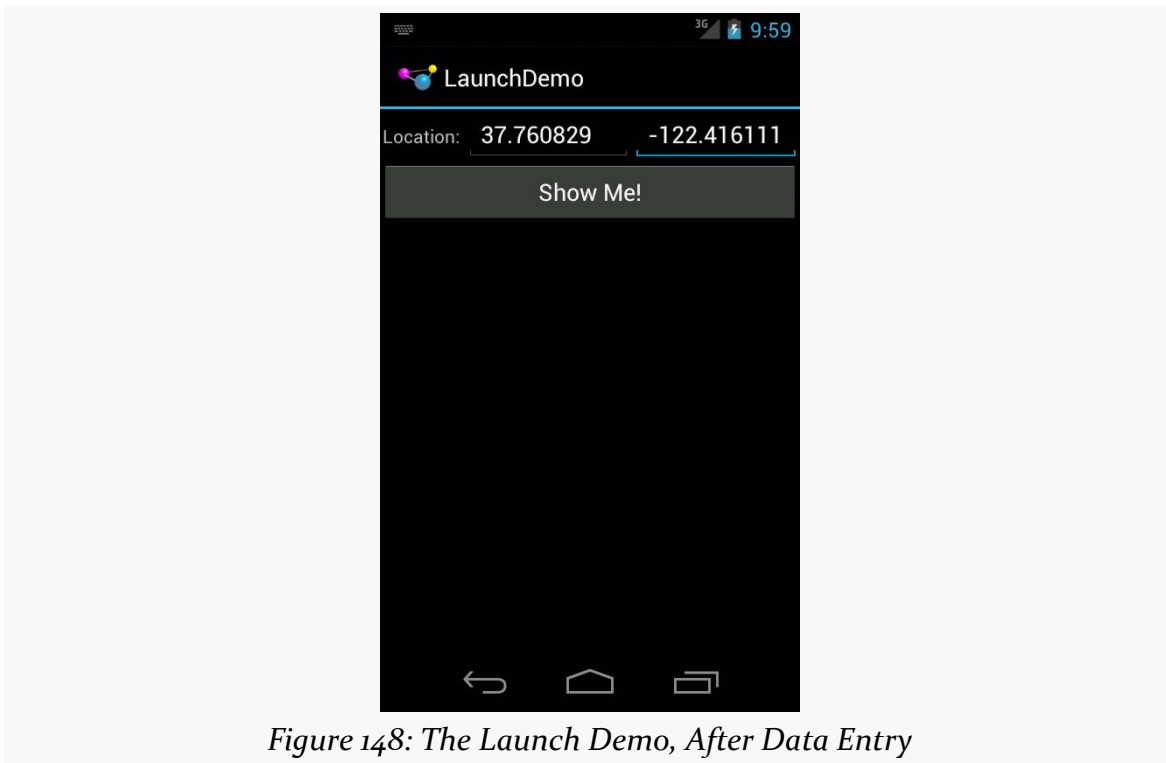 3G 9:59
LaunchDemo
Location: 37.760829 -122.416111
Show Me!
Figure 148: The Launch Demo, After Data Entry